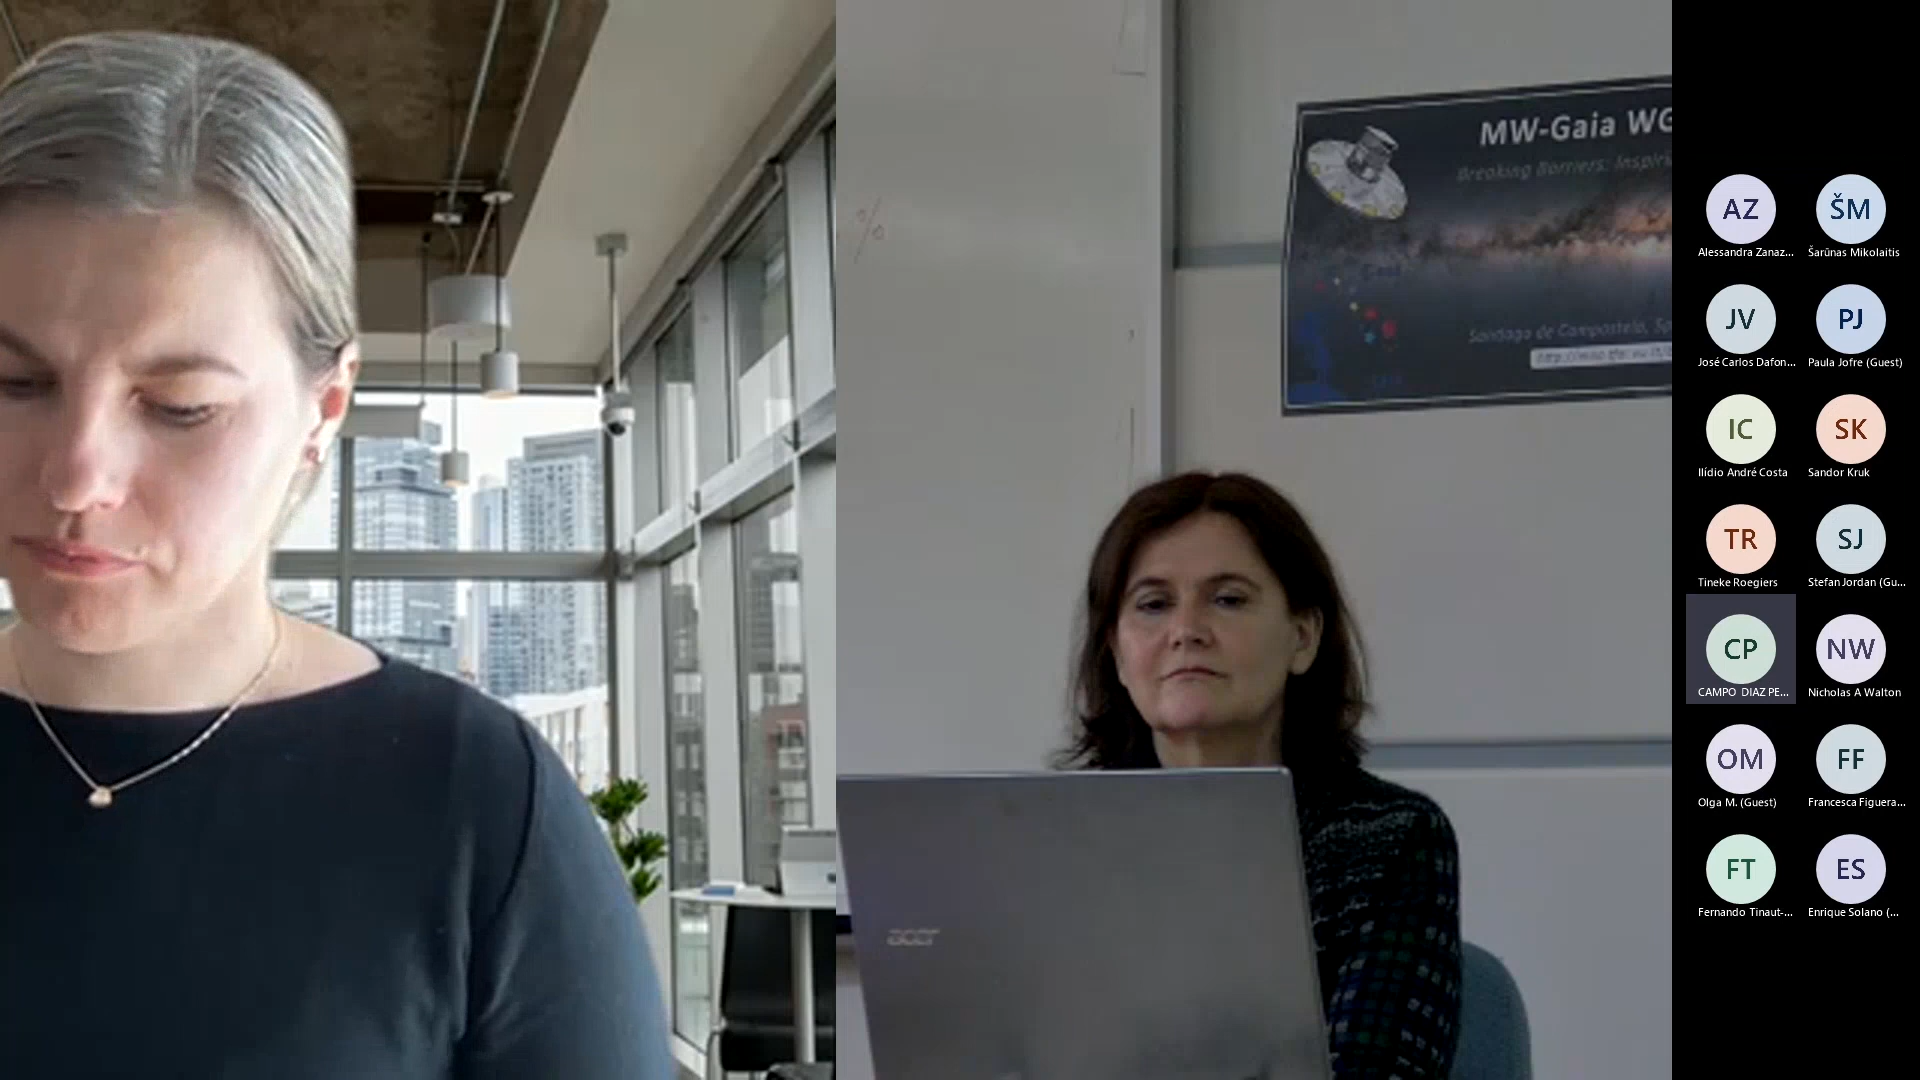 MW-Gaia WG
Breaking Barriers: Inspiri
Santiago de Compostela, Sp
acer
AZ
Alessandra Zanaz...
ŠM
Šarūnas Mikolaitis
JV
José Carlos Dafon...
PJ
Paula Jofre (Guest)
IC
Ilídio André Costa
SK
Sandor Kruk
TR
Tineke Roegiers
SJ
Stefan Jordan (Gu...
CP
CAMPO DIAZ PE...
NW
Nicholas A Walton
OM
Olga M. (Guest)
FF
Francesca Figuera...
FT
Fernando Tinaut-...
ES
Enrique Solano (...